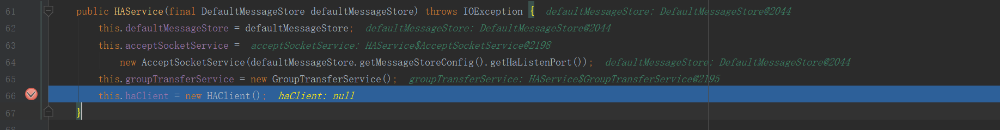 61 public HAService(final DefaultMessageStore defaultMessageStore) throws IOException { defaultMessageStore: DefaultMessageStore@2044
62 this.defaultMessageStore = defaultMessageStore; defaultMessageStore: DefaultMessageStore@2044
63 this.acceptSocketService = acceptSocketService: HAService$AcceptSocketService@2198
64 new AcceptSocketService(defaultMessageStore.getMessageStoreConfig().getHaListenPort()); defaultMessageStore: DefaultMessageStore@2044
65 this.groupTransferService = new GroupTransferService(); groupTransferService: HAService$GroupTransferService@2195
66 this.haClient = new HAClient(); haClient: null
67 }
68